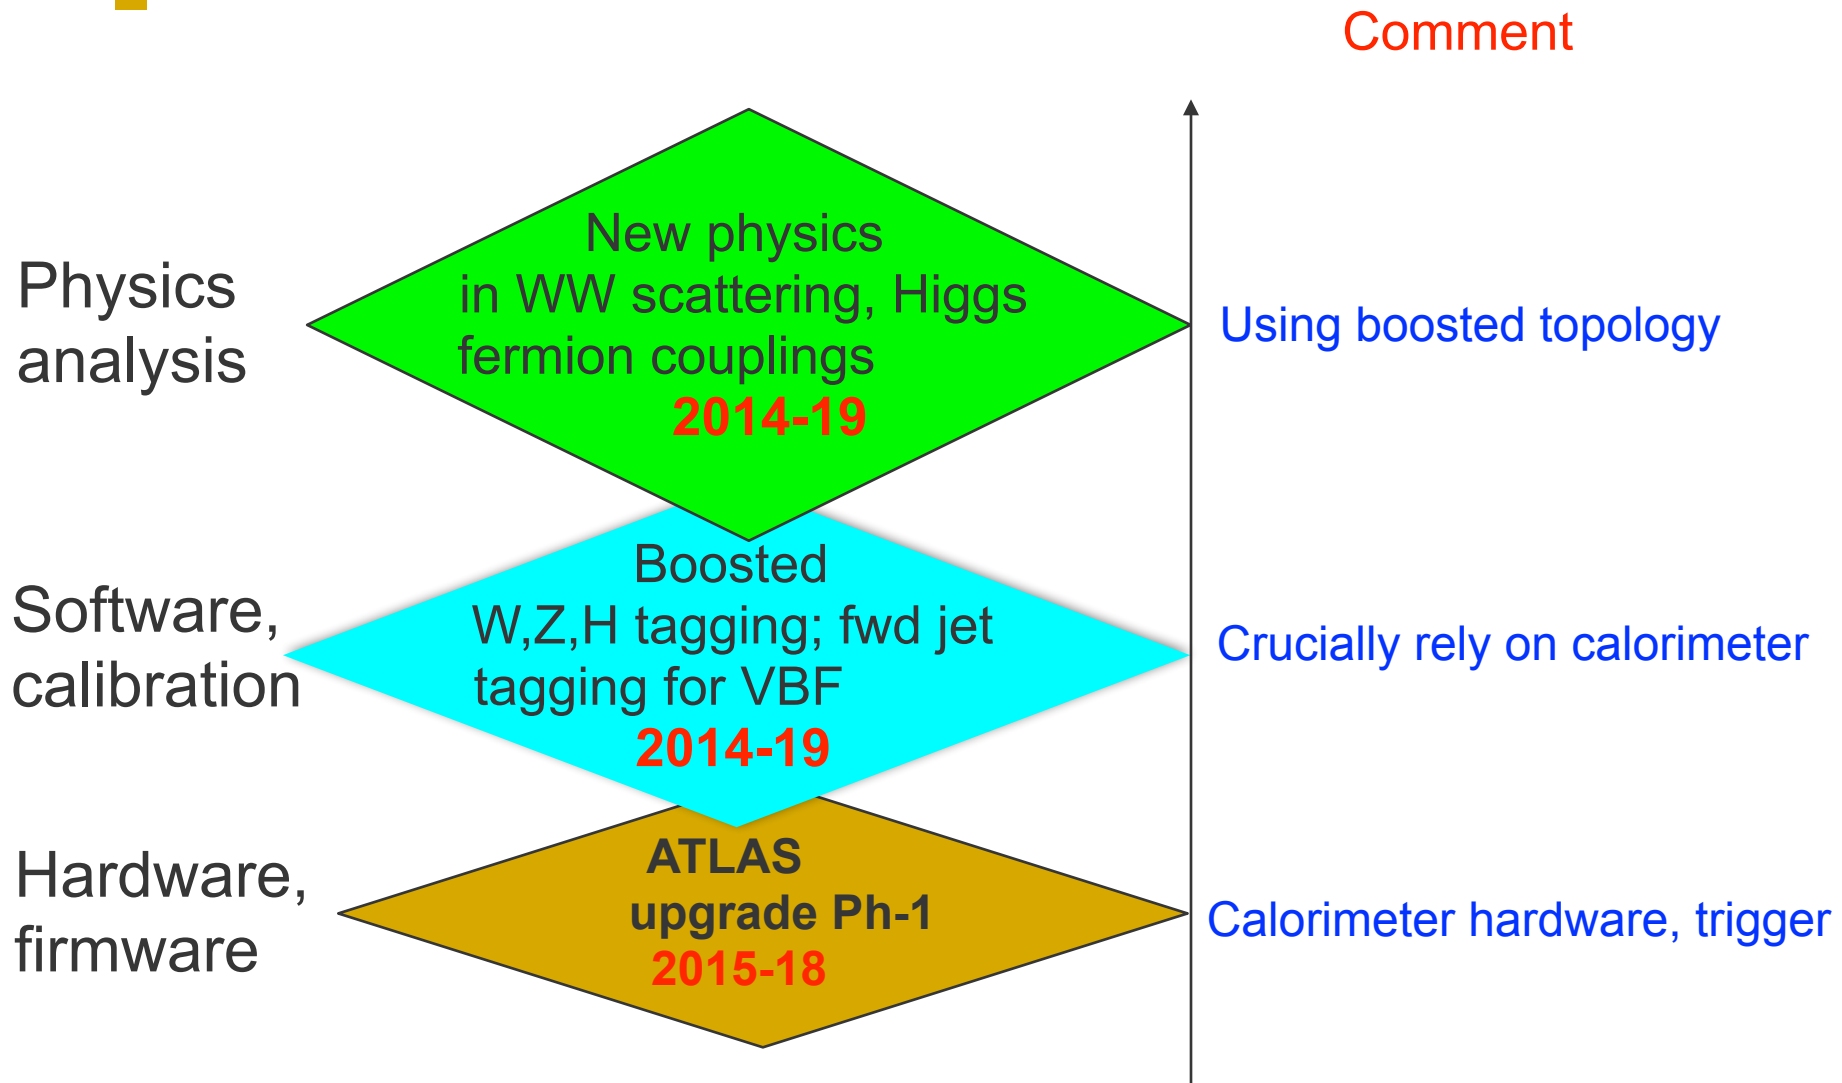 Comment
Physics
analysis
New physics
in WW scattering, Higgs
fermion couplings
2014-19
Using boosted topology
Software,
calibration
Boosted
W,Z,H tagging; fwd jet
tagging for VBF
2014-19
Crucially rely on calorimeter
Hardware,
firmware
ATLAS
upgrade Ph-1
2015-18
Calorimeter hardware, trigger